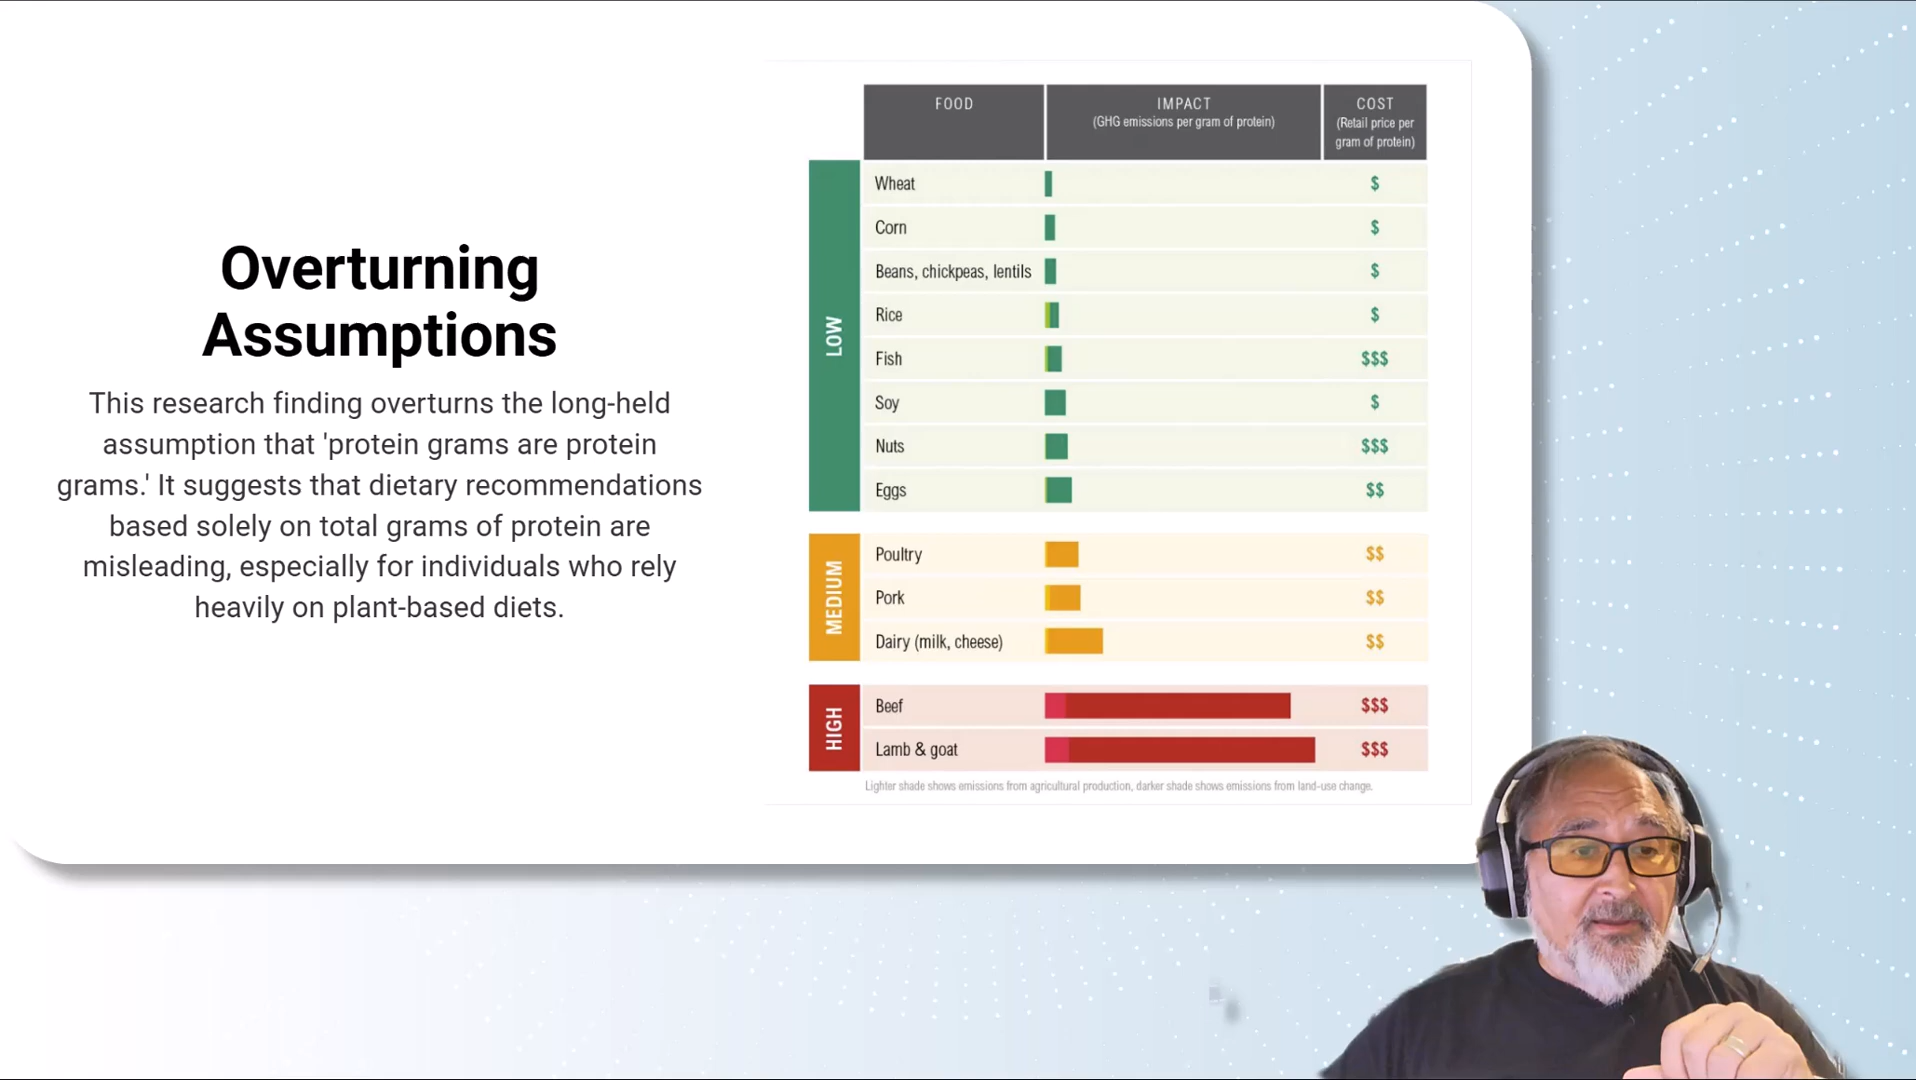 Overturning
Assumptions
This research finding overturns the long-held
assumption that 'protein grams are protein
grams.' It suggests that dietary recommendations
based solely on total grams of protein are
misleading, especially for individuals who rely
heavily on plant-based diets.
FOOD
IMPACT
(GHG emissions per gram of protein)
COST
(Retail price per
gram of protein)
LOW
Wheat $
Corn $
Beans, chickpeas, lentils $
Rice $
Fish $$$
Soy $
Nuts $$$
Eggs $$
MEDIUM
Poultry $$
Pork $$
Dairy (milk, cheese) $$
HIGH
Beef $$$
Lamb & goat $$$
Lighter shade shows emissions from agricultural production, darker shade shows emissions from land-use change.